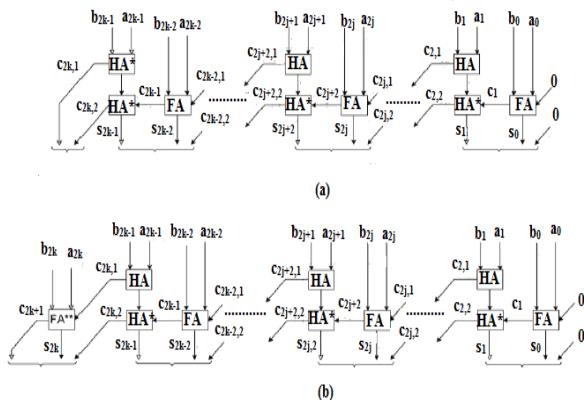 b2k-1 a2k-1 b2k-2 a2k-2 b2j+1 a2j+1 b2j a2j b1 a1 b0 a0
HA* HA HA
c2k,1 c2k-2,1 c2j+2,1 c2j,1 c2,1 0
c2k,2 HA* c2k-1 FA c2j+2,2 HA* c2j+2 FA c2,2 HA* c1 FA
c2k-2,2 c2j,2 0
s2k-1 s2k-2 s2j+2 s2j s1 s0
(a)
b2k-1 a2k-1 b2k-2 a2k-2 b2j+1 a2j+1 b2j a2j b1 a1 b0 a0
b2k a2k
HA HA HA
c2k,1 c2k-2,1 c2j+2,1 c2j,1 c2,1 0
c2k+1 FA** c2k,2 HA* c2k-1 FA c2j+2,2 HA* c2j+2 FA c2,2 HA* c1 FA
c2k-2,2 c2j,2 0
s2k s2k-1 s2k-2 s2j,2 s2j s1 s0
(b)